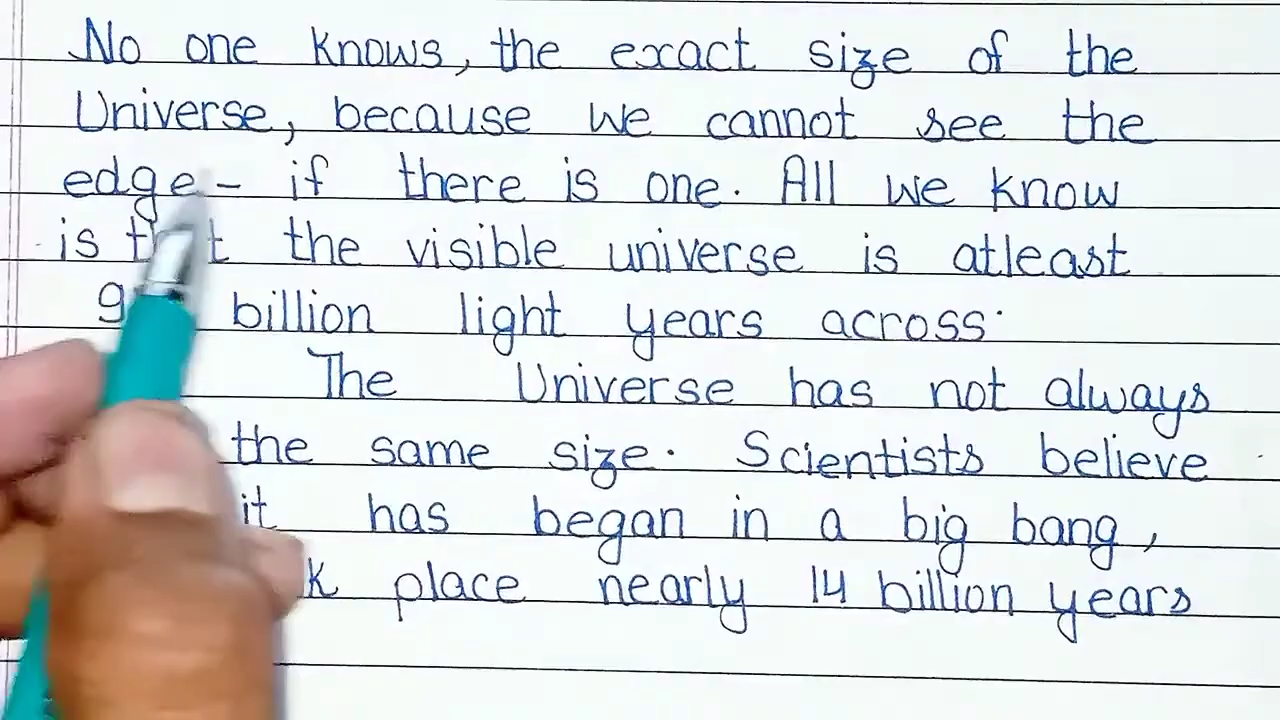 No one knows, the exact size of the
Universe, because we cannot see the
edge- if there is one. All we know
is that the visible universe is atleast
billion light years across.
The Universe has not always
the same size. Scientists believe
it has began in a big bang,
place nearly 14 billion years